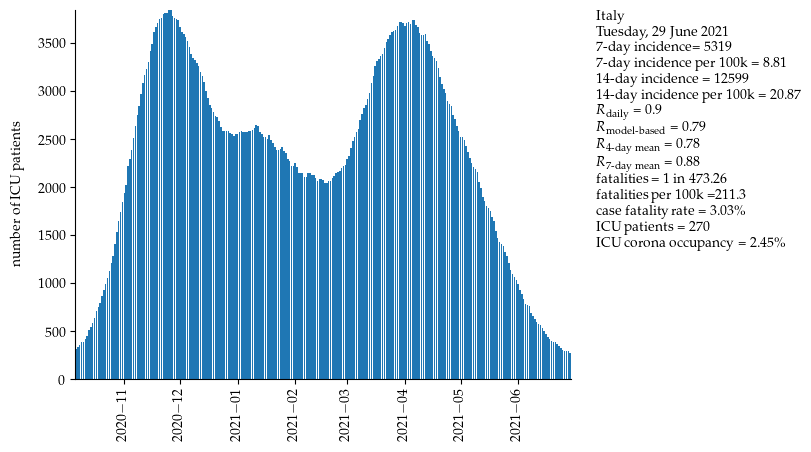 Italy
Tuesday, 29 June 2021
7-day incidence= 5319
7-day incidence per 100k = 8.81
14-day incidence = 12599
14-day incidence per 100k = 20.87
R_daily = 0.9
R_model-based = 0.79
R_4-day mean = 0.78
R_7-day mean = 0.88
fatalities = 1 in 473.26
fatalities per 100k =211.3
case fatality rate = 3.03%
ICU patients = 270
ICU corona occupancy = 2.45%
number of ICU patients
3500
3000
2500
2000
1500
1000
500
0
2020−11
2020−12
2021−01
2021−02
2021−03
2021−04
2021−05
2021−06